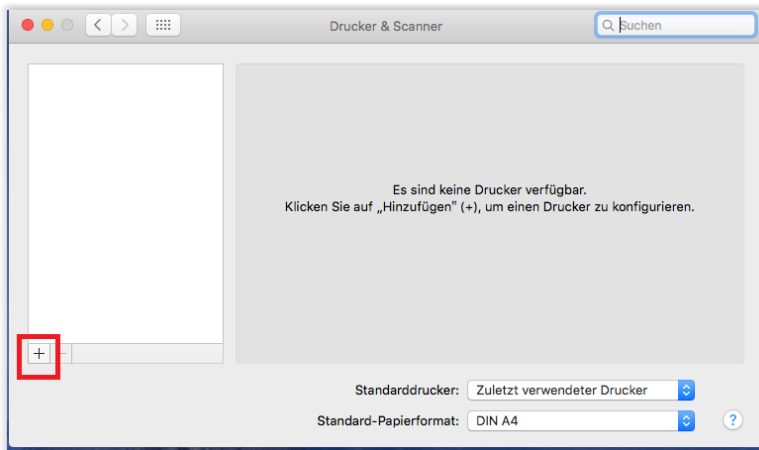 Drucker & Scanner
Suchen
Es sind keine Drucker verfügbar.
Klicken Sie auf „Hinzufügen" (+), um einen Drucker zu konfigurieren.
+ −
Standarddrucker: Zuletzt verwendeter Drucker
Standard-Papierformat: DIN A4
?